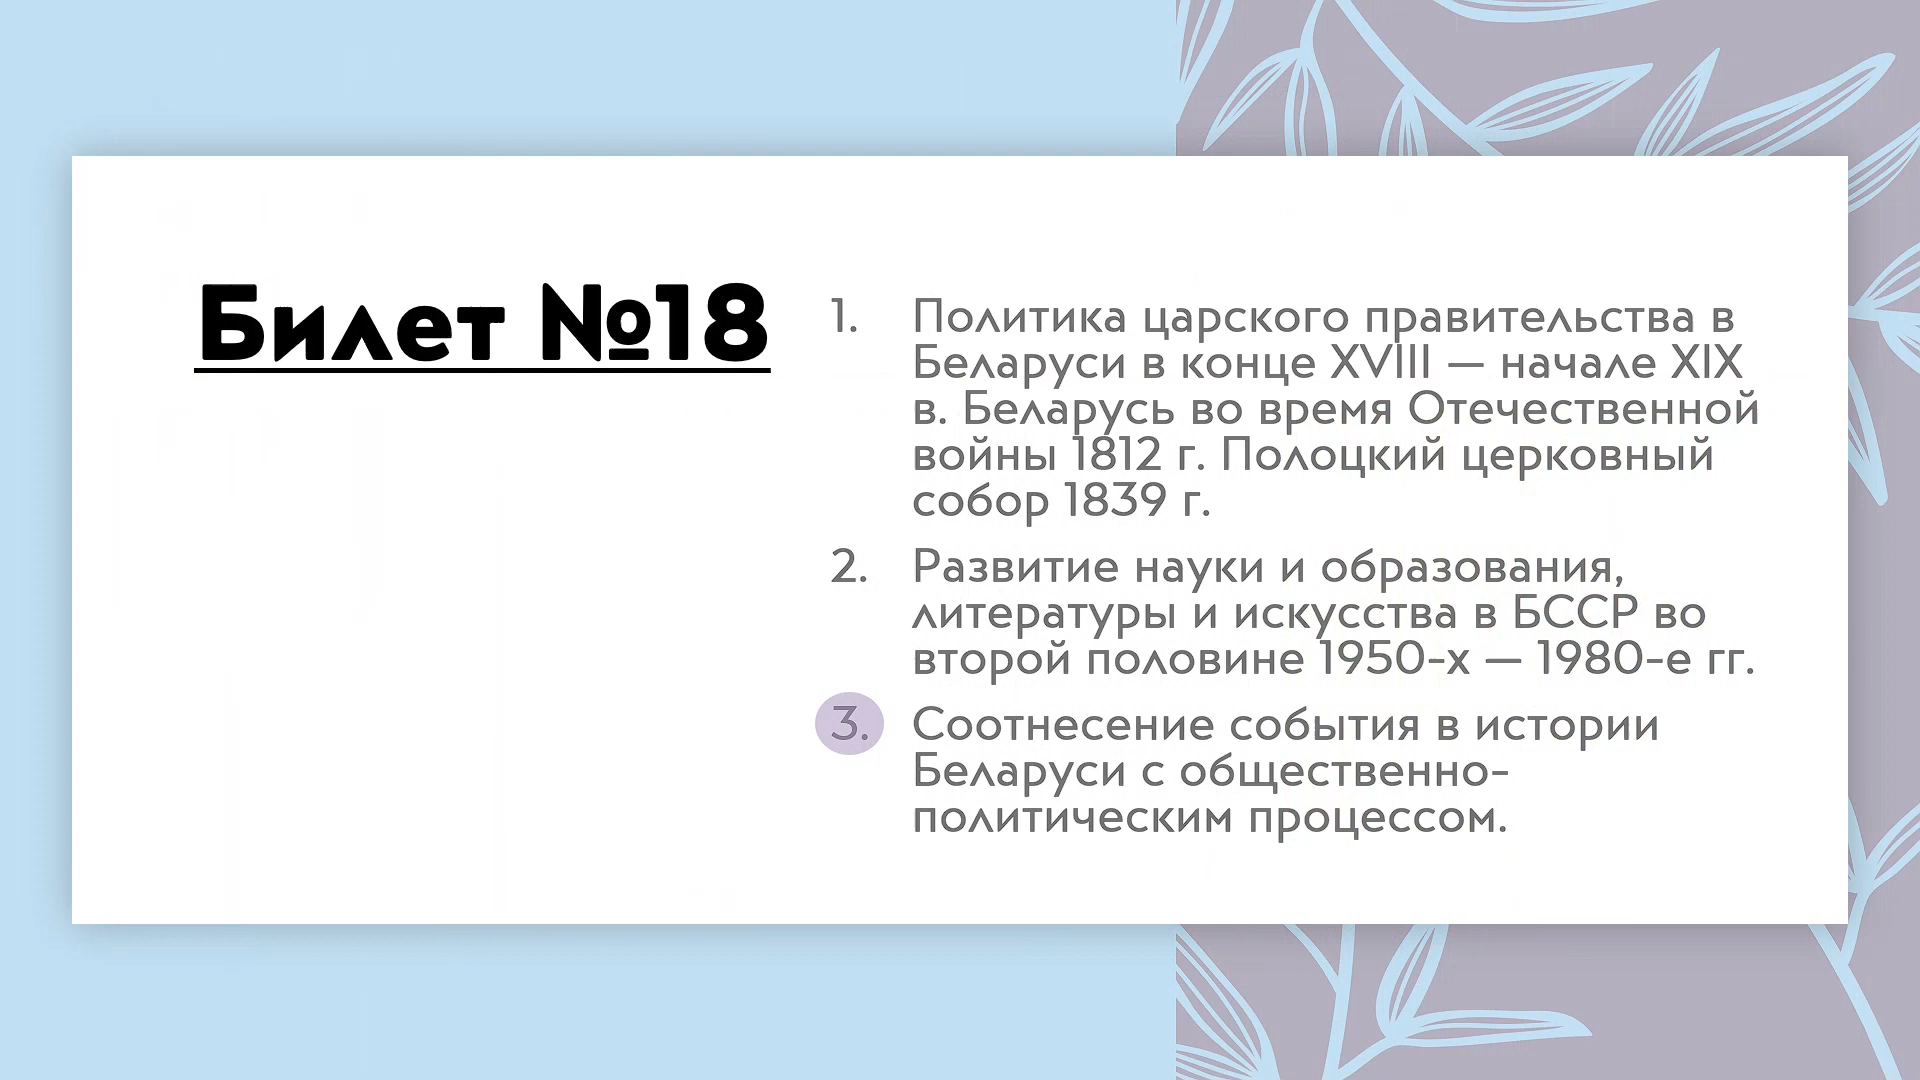 Билет №18
1. Политика царского правительства в
Беларуси в конце XVIII — начале XIX
в. Беларусь во время Отечественной
войны 1812 г. Полоцкий церковный
собор 1839 г.
2. Развитие науки и образования,
литературы и искусства в БССР во
второй половине 1950-х — 1980-е гг.
3. Соотнесение события в истории
Беларуси с общественно-
политическим процессом.